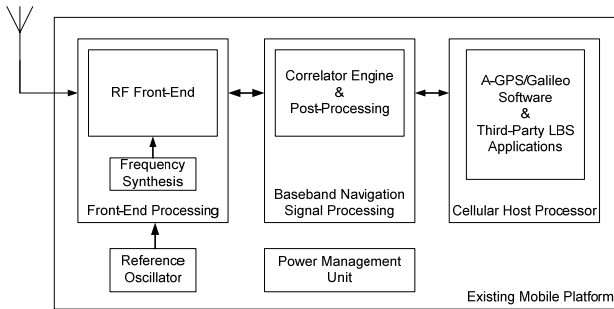 RF Front-End
Frequency
Synthesis
Front-End Processing
Reference
Oscillator
Correlator Engine
&
Post-Processing
Baseband Navigation
Signal Processing
Power Management
Unit
A-GPS/Galileo
Software
&
Third-Party LBS
Applications
Cellular Host Processor
Existing Mobile Platform